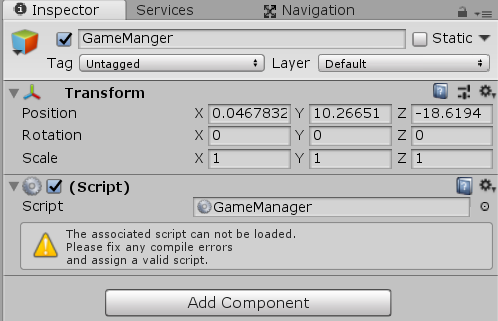 Inspector Services Navigation
GameManger Static
Tag Untagged Layer Default
Transform
Position X 0.0467832 Y 10.26651 Z -18.6194
Rotation X 0 Y 0 Z 0
Scale X 1 Y 1 Z 1
(Script)
Script GameManager
The associated script can not be loaded.
Please fix any compile errors
and assign a valid script.
Add Component